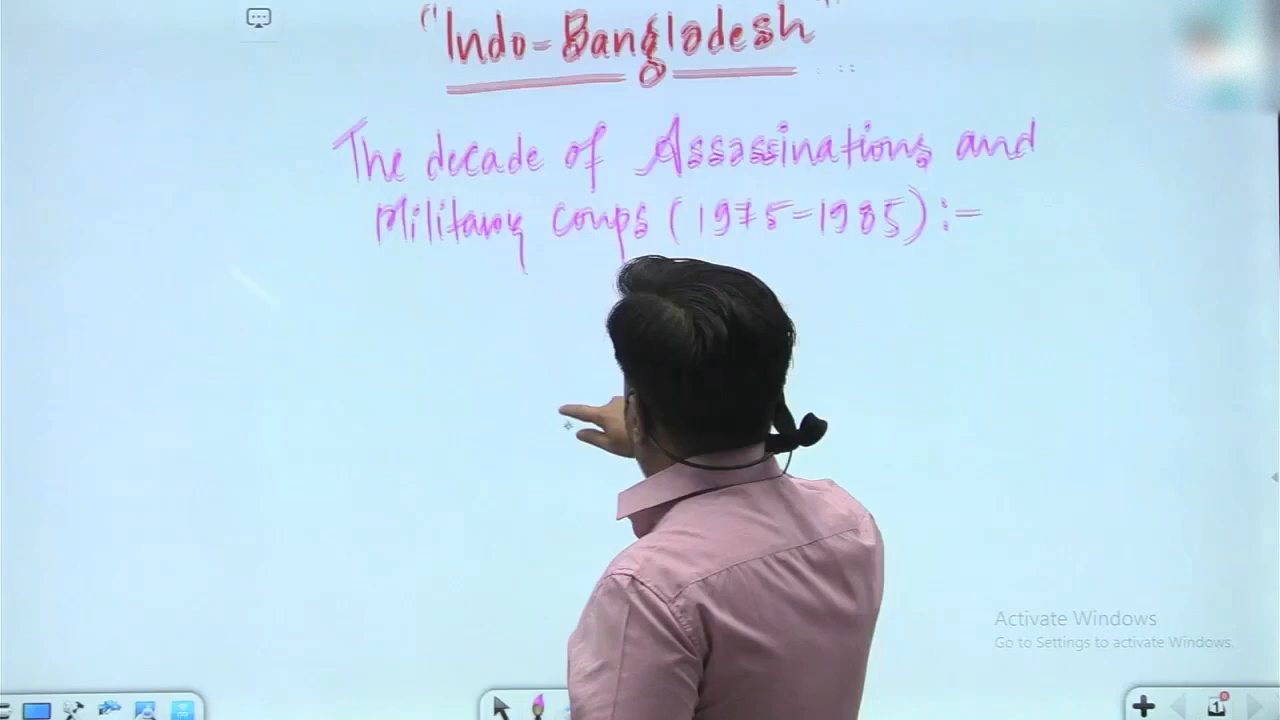 "Indo-Bangladesh"
The decade of Assassinations and
Military coups (1975-1985) :-
Activate Windows
Go to Settings to activate Windows.
1